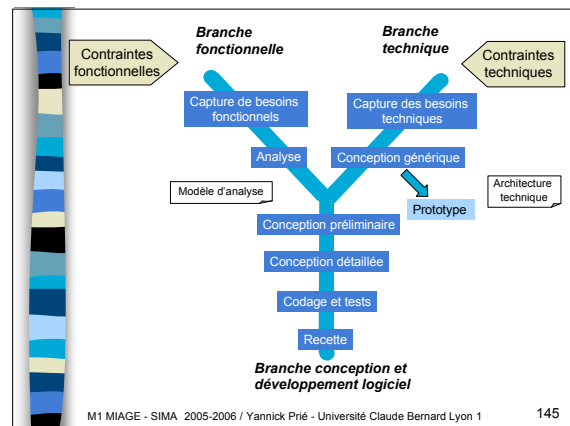 Branche
fonctionnelle
Branche
technique
Contraintes
fonctionnelles
Contraintes
techniques
Capture de besoins
fonctionnels
Capture des besoins
techniques
Analyse
Conception générique
Modèle d'analyse
Architecture
technique
Prototype
Conception préliminaire
Conception détaillée
Codage et tests
Recette
Branche conception et
développement logiciel
M1 MIAGE - SIMA 2005-2006 / Yannick Prié - Université Claude Bernard Lyon 1
145